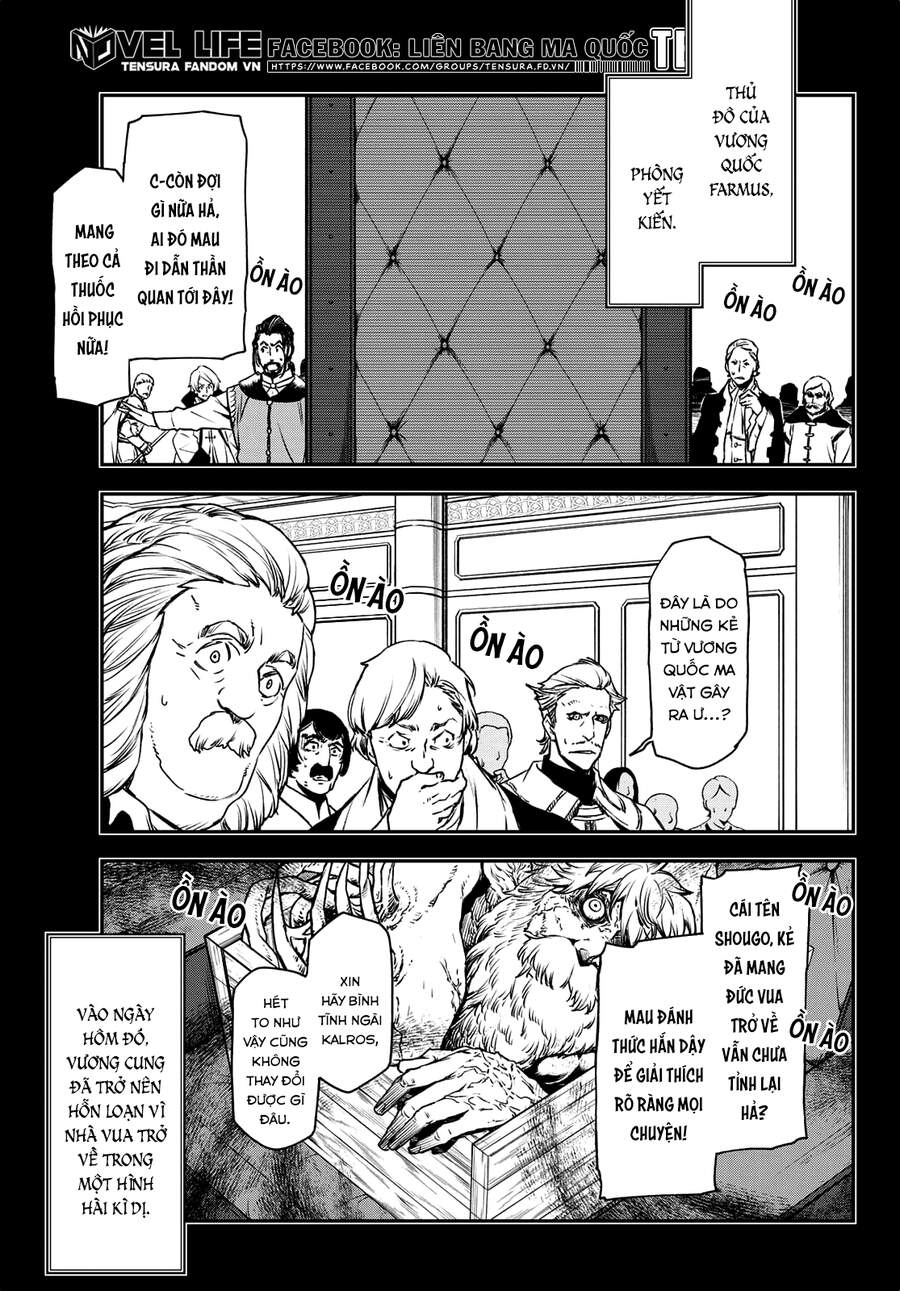 NOVEL LIFE
TENSURA FANDOM VN
FACEBOOK: LIÊN BANG MA QUỐC
HTTPS://WWW.FACEBOOK.COM/GROUPS/TENSURA.FD.VN/
THỦ
ĐÔ CỦA
VƯƠNG
QUỐC
FARMUS,
PHÒNG
YẾT
KIẾN.
ỒN ÀO
ỒN ÀO
C-CÒN ĐỢI
GÌ NỮA HẢ,
AI ĐÓ MAU
ĐI DẪN THẦN
QUAN TỚI ĐÂY!
MANG
THEO CẢ
THUỐC
HỒI PHỤC
NỮA!
ỒN ÀO
ĐÂY LÀ DO
NHỮNG KẺ
TỪ VƯƠNG
QUỐC MA
VẬT GÂY
RA Ư...?
ỒN ÀO
ỒN ÀO
CÁI TÊN
SHOUGO, KẺ
ĐÃ MANG
ĐỨC VUA
TRỞ VỀ
VẪN CHƯA
TỈNH LẠI
HẢ?
MAU ĐÁNH
THỨC HẮN DẬY
ĐỂ GIẢI THÍCH
RÕ RÀNG MỌI
CHUYỆN!
ỒN ÀO
ỒN ÀO
XIN
HÃY BÌNH
TĨNH NGÀI
KALROS,
HÉT
TO NHƯ
VẬY CŨNG
KHÔNG
THAY ĐỔI
ĐƯỢC GÌ
ĐÂU.
ỒN ÀO
VÀO NGÀY
HÔM ĐÓ,
VƯƠNG CUNG
ĐÃ TRỞ NÊN
HỖN LOẠN VÌ
NHÀ VUA TRỞ
VỀ TRONG
MỘT HÌNH
HÀI KÌ DỊ.